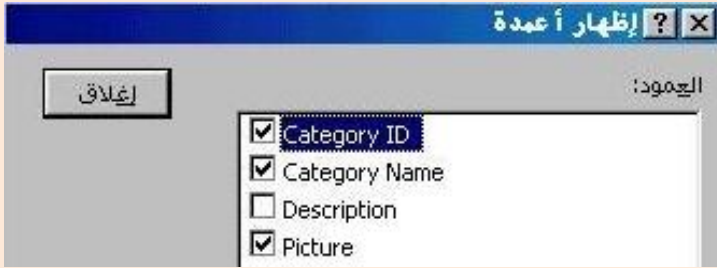 إظهار أعمدة
العمود:
إغلاق
Category ID
Category Name
Description
Picture